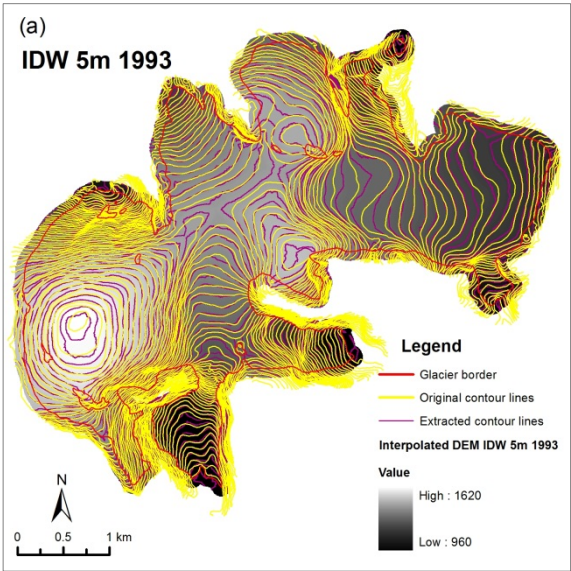 (a)
IDW 5m 1993
Legend
Glacier border
Original contour lines
Extracted contour lines
Interpolated DEM IDW 5m 1993
Value
High : 1620
Low : 960
N
0 0.5 1 km